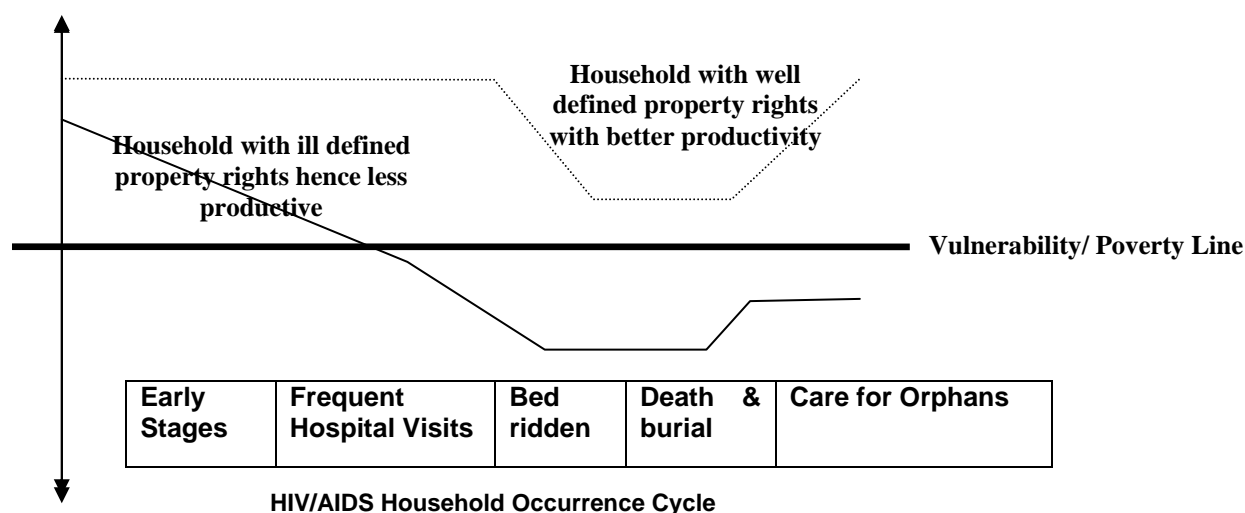 Household with well
defined property rights
with better productivity
Household with ill defined
property rights hence less
productive
Vulnerability/ Poverty Line
Early
Stages
Frequent
Hospital Visits
Bed
ridden
Death &
burial
Care for Orphans
HIV/AIDS Household Occurrence Cycle